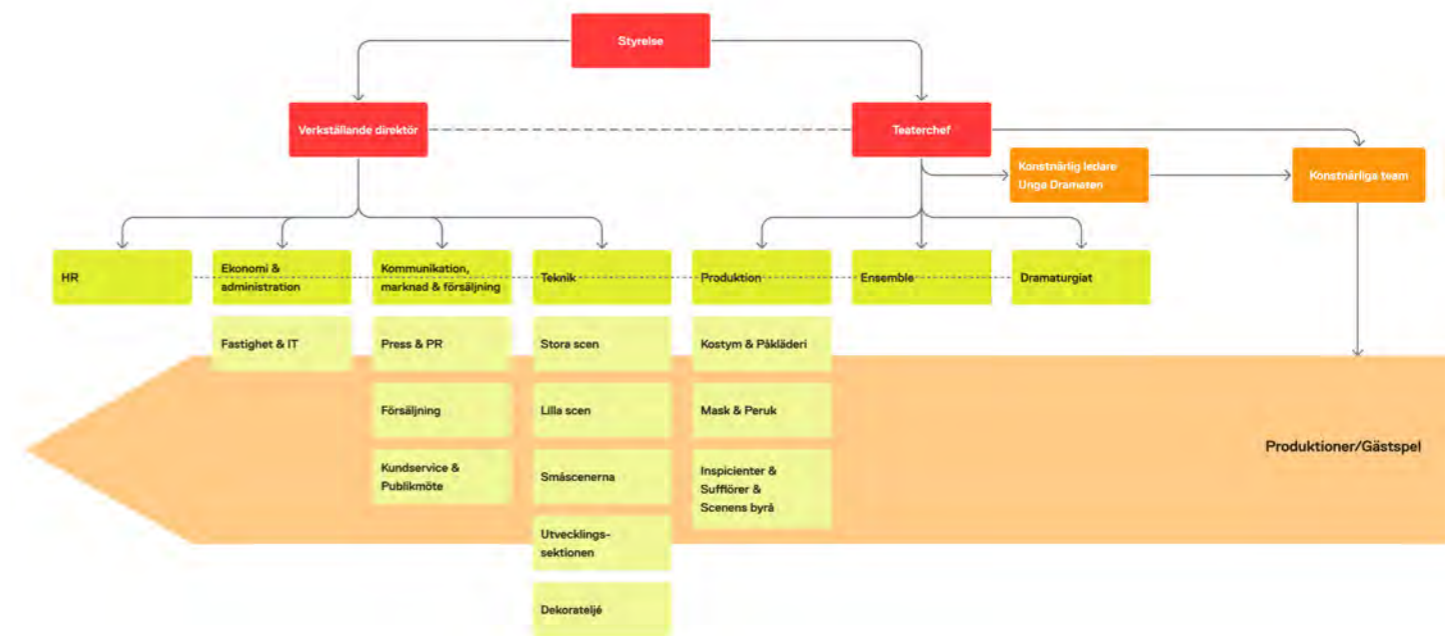 Styrelse
Verkställande direktör
Teaterchef
Konstnärlig ledare
Unga Dramaten
Konstnärliga team
HR
Ekonomi &
administration
Kommunikation,
marknad & försäljning
Teknik
Produktion
Ensemble
Dramaturgiat
Fastighet & IT
Press & PR
Stora scen
Kostym & Påkläderi
Försäljning
Lilla scen
Mask & Peruk
Produktioner/Gästspel
Kundservice &
Publikmöte
Småscenerna
Inspicienter &
Sufflörer &
Scenens byrå
Utvecklings-
sektionen
Dekorateljé